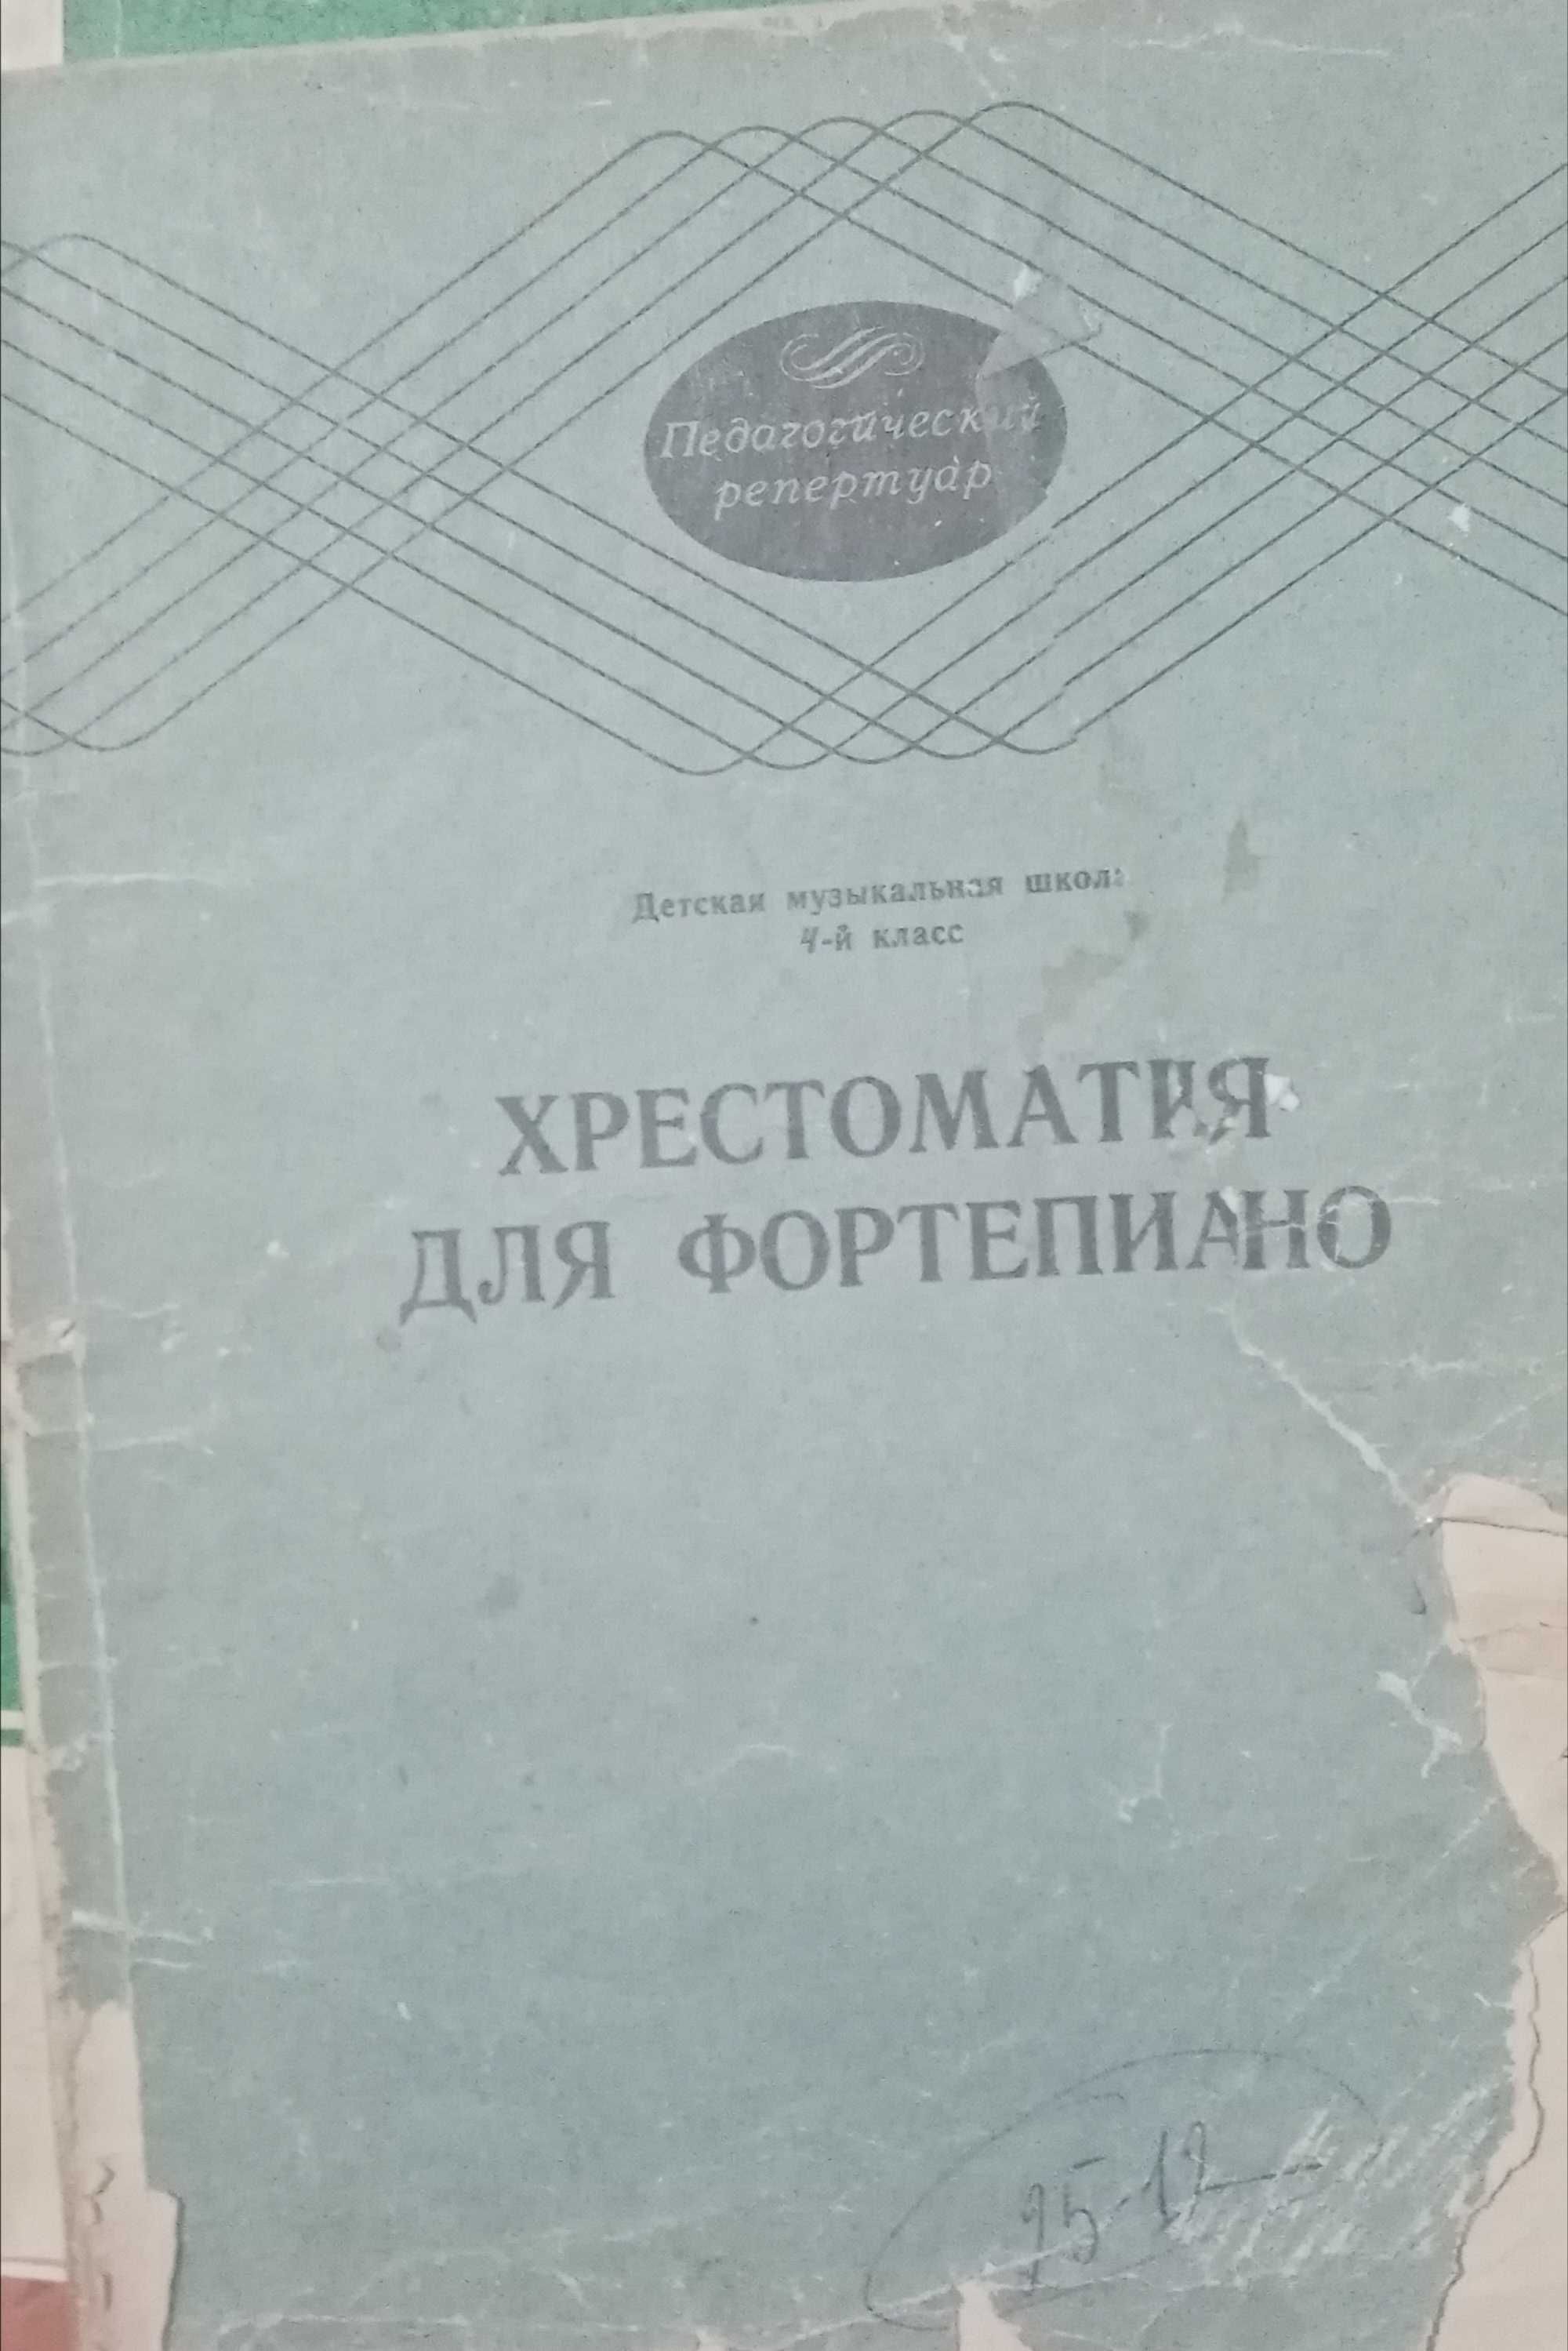 Педагогический
репертуар
Детская музыкальная школа
4-й класс
ХРЕСТОМАТИЯ
ДЛЯ ФОРТЕПИАНО